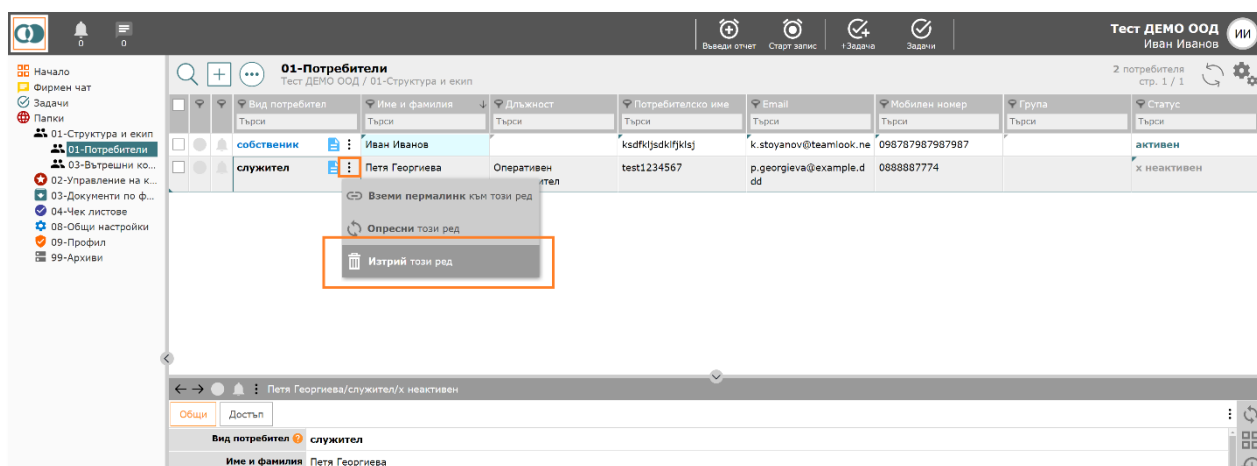 Тест ДЕМО ООД
Иван Иванов
ИИ
0
0
Въведи отчет
Старт запис
+Задача
Задачи
Начало
Фирмен чат
Задачи
Папки
01-Структура и екип
01-Потребители
03-Вътрешни ко...
02-Управление на к...
03-Документи по ф...
04-Чек листове
08-Общи настройки
09-Профил
99-Архиви
01-Потребители
Тест ДЕМО ООД / 01-Структура и екип
2 потребителя
стр. 1 / 1
Вид потребител Име и фамилия Длъжност Потребителско име Email Мобилен номер Група Статус
Търси Търси Търси Търси Търси Търси Търси Търси
собственик Иван Иванов ksdfkljsdklfjklsj k.stoyanov@teamlook.ne 098787987987987 активен
служител Петя Георгиева Оперативен test1234567 p.georgieva@example.d 0888887774 x неактивен
ител ddd
Вземи пермалинк към този ред
Опресни този ред
Изтрий този ред
Петя Георгиева/служител/x неактивен
Общи Достъп
Вид потребител ? служител
Име и фамилия Петя Георгиева